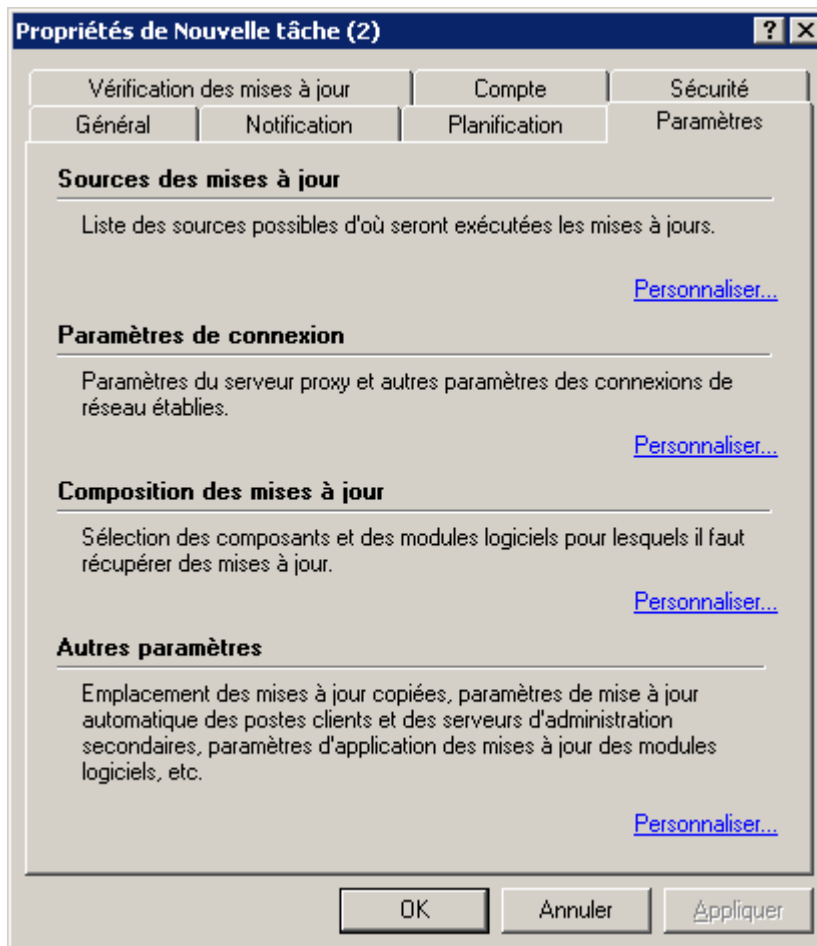 Propriétés de Nouvelle tâche (2)
Vérification des mises à jour
Compte
Sécurité
Général
Notification
Planification
Paramètres
Sources des mises à jour
Liste des sources possibles d'où seront exécutées les mises à jours.
Personnaliser...
Paramètres de connexion
Paramètres du serveur proxy et autres paramètres des connexions de
réseau établies.
Personnaliser...
Composition des mises à jour
Sélection des composants et des modules logiciels pour lesquels il faut
récupérer des mises à jour.
Personnaliser...
Autres paramètres
Emplacement des mises à jour copiées, paramètres de mise à jour
automatique des postes clients et des serveurs d'administration
secondaires, paramètres d'application des mises à jour des modules
logiciels, etc.
Personnaliser...
OK
Annuler
Appliquer